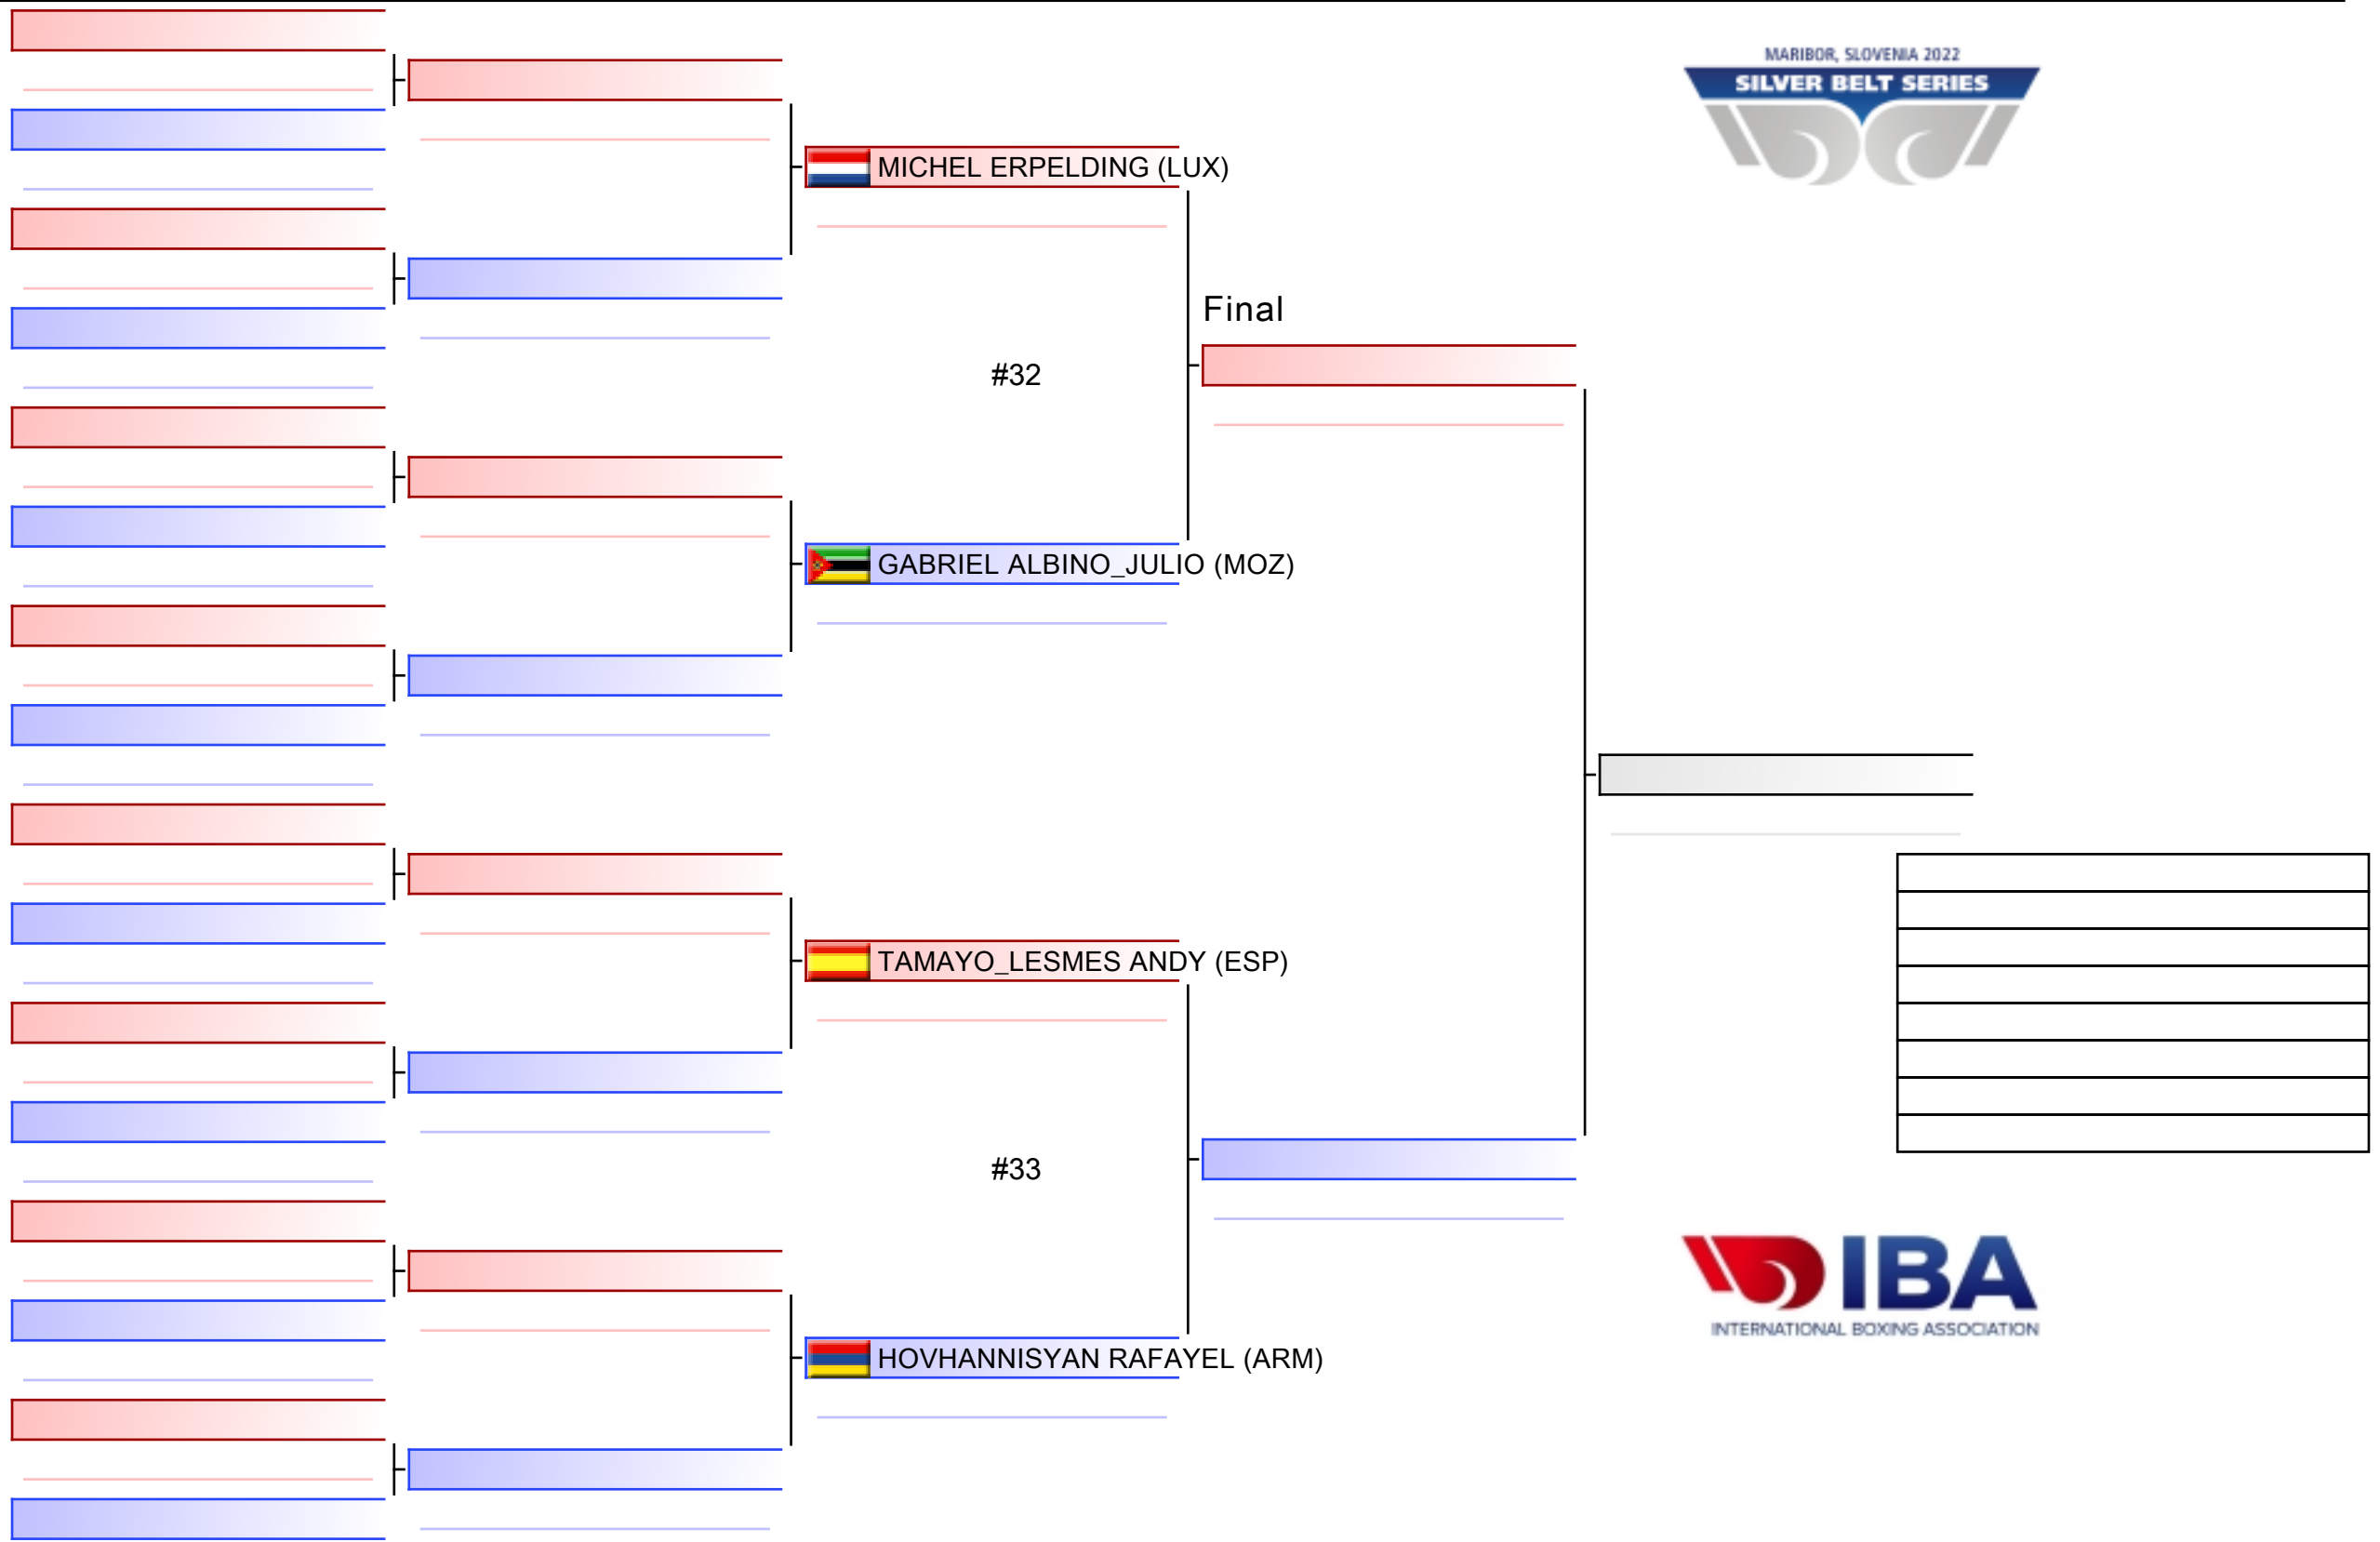 MARIBOR, SLOVENIA 2022
SILVER BELT SERIES
MICHEL ERPELDING (LUX)
Final
#32
GABRIEL ALBINO_JULIO (MOZ)
TAMAYO_LESMES ANDY (ESP)
#33
HOVHANNISYAN RAFAYEL (ARM)
IBA
INTERNATIONAL BOXING ASSOCIATION